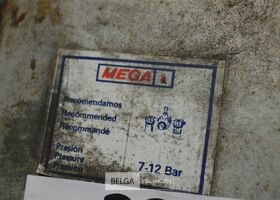 MEGA
Recomendamos
Recommended
Recommandé
Presion
Pressure
Pression
7-12 Bar
BELGA